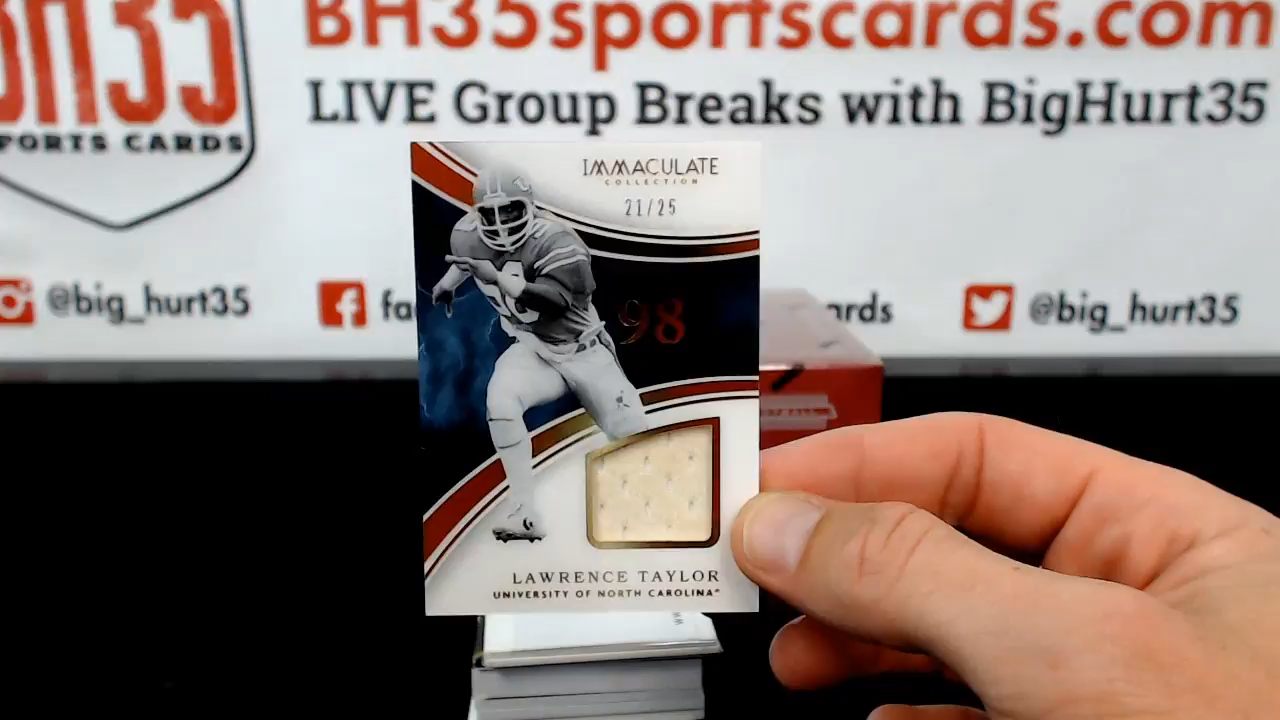 BH35sportscards.com
LIVE Group Breaks with BigHurt35
BH35
PORTS CARDS
@big_hurt35
f
@big_hurt35
IMMACULATE
COLLECTION
21/25
98
LAWRENCE TAYLOR
UNIVERSITY OF NORTH CAROLINA